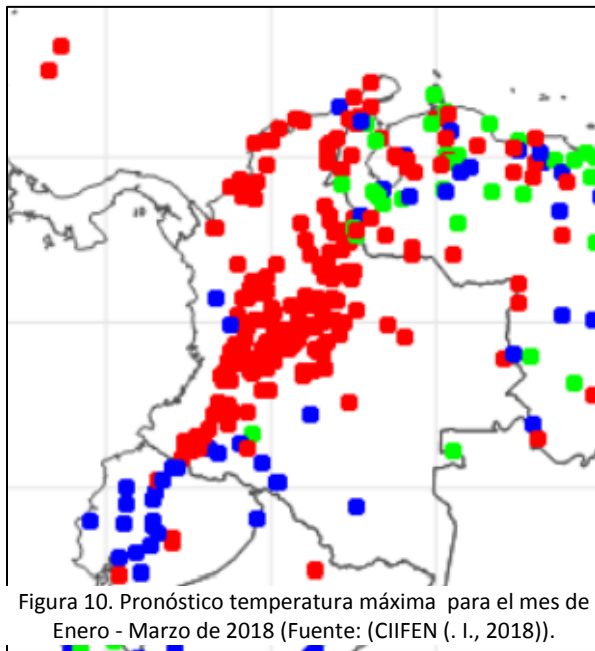 Figura 10. Pronóstico temperatura máxima  para el mes de
Enero - Marzo de 2018 (Fuente: (CIIFEN (. I., 2018)).